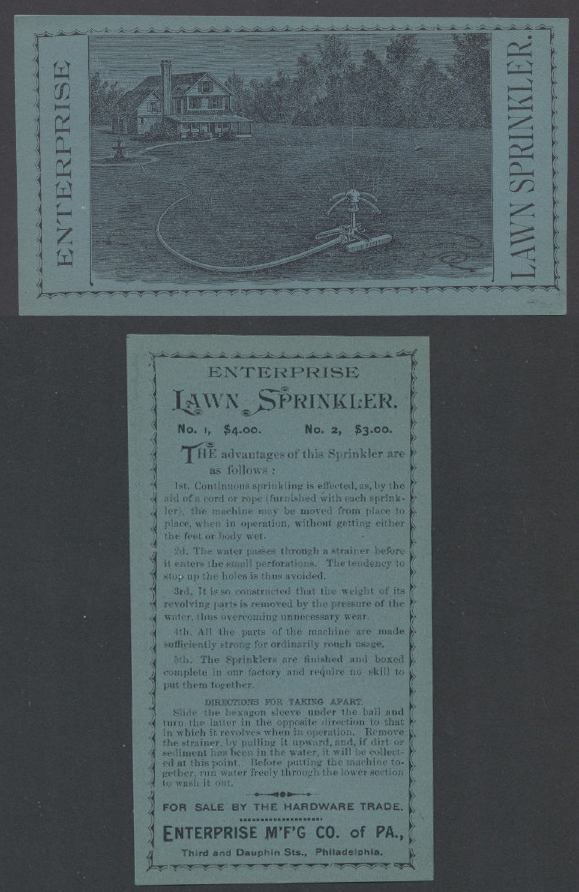 ENTERPRISE
LAWN SPRINKLER.
ENTERPRISE
LAWN SPRINKLER.
No. 1, $4.00. No. 2, $3.00.
THE advantages of this Sprinkler are
as follows :
1st. Continuous sprinkling is effected, as, by the
aid of a cord or rope (furnished with each sprink-
ler), the machine may be moved from place to
place, when in operation, without getting either
the feet or body wet.
2d. The water passes through a strainer before
it enters the small perforations. The tendency to
stop up the holes is thus avoided.
3rd. It is so constructed that the weight of its
revolving parts is removed by the pressure of the
water, thus overcoming unnecessary wear.
4th. All the parts of the machine are made
sufficiently strong for ordinarily rough usage.
5th. The Sprinklers are finished and boxed
complete in our factory and require no skill to
put them together.
DIRECTIONS FOR TAKING APART.
Slide the hexagon sleeve under the ball and
turn the latter in the opposite direction to that
in which it revolves when in operation. Remove
the strainer, by pulling it upward, and, if dirt or
sediment has been in the water, it will be collect-
ed at this point. Before putting the machine to-
gether, run water freely through the lower section
to wash it out.
FOR SALE BY THE HARDWARE TRADE.
ENTERPRISE M'F'G CO. of PA.,
Third and Dauphin Sts., Philadelphia.